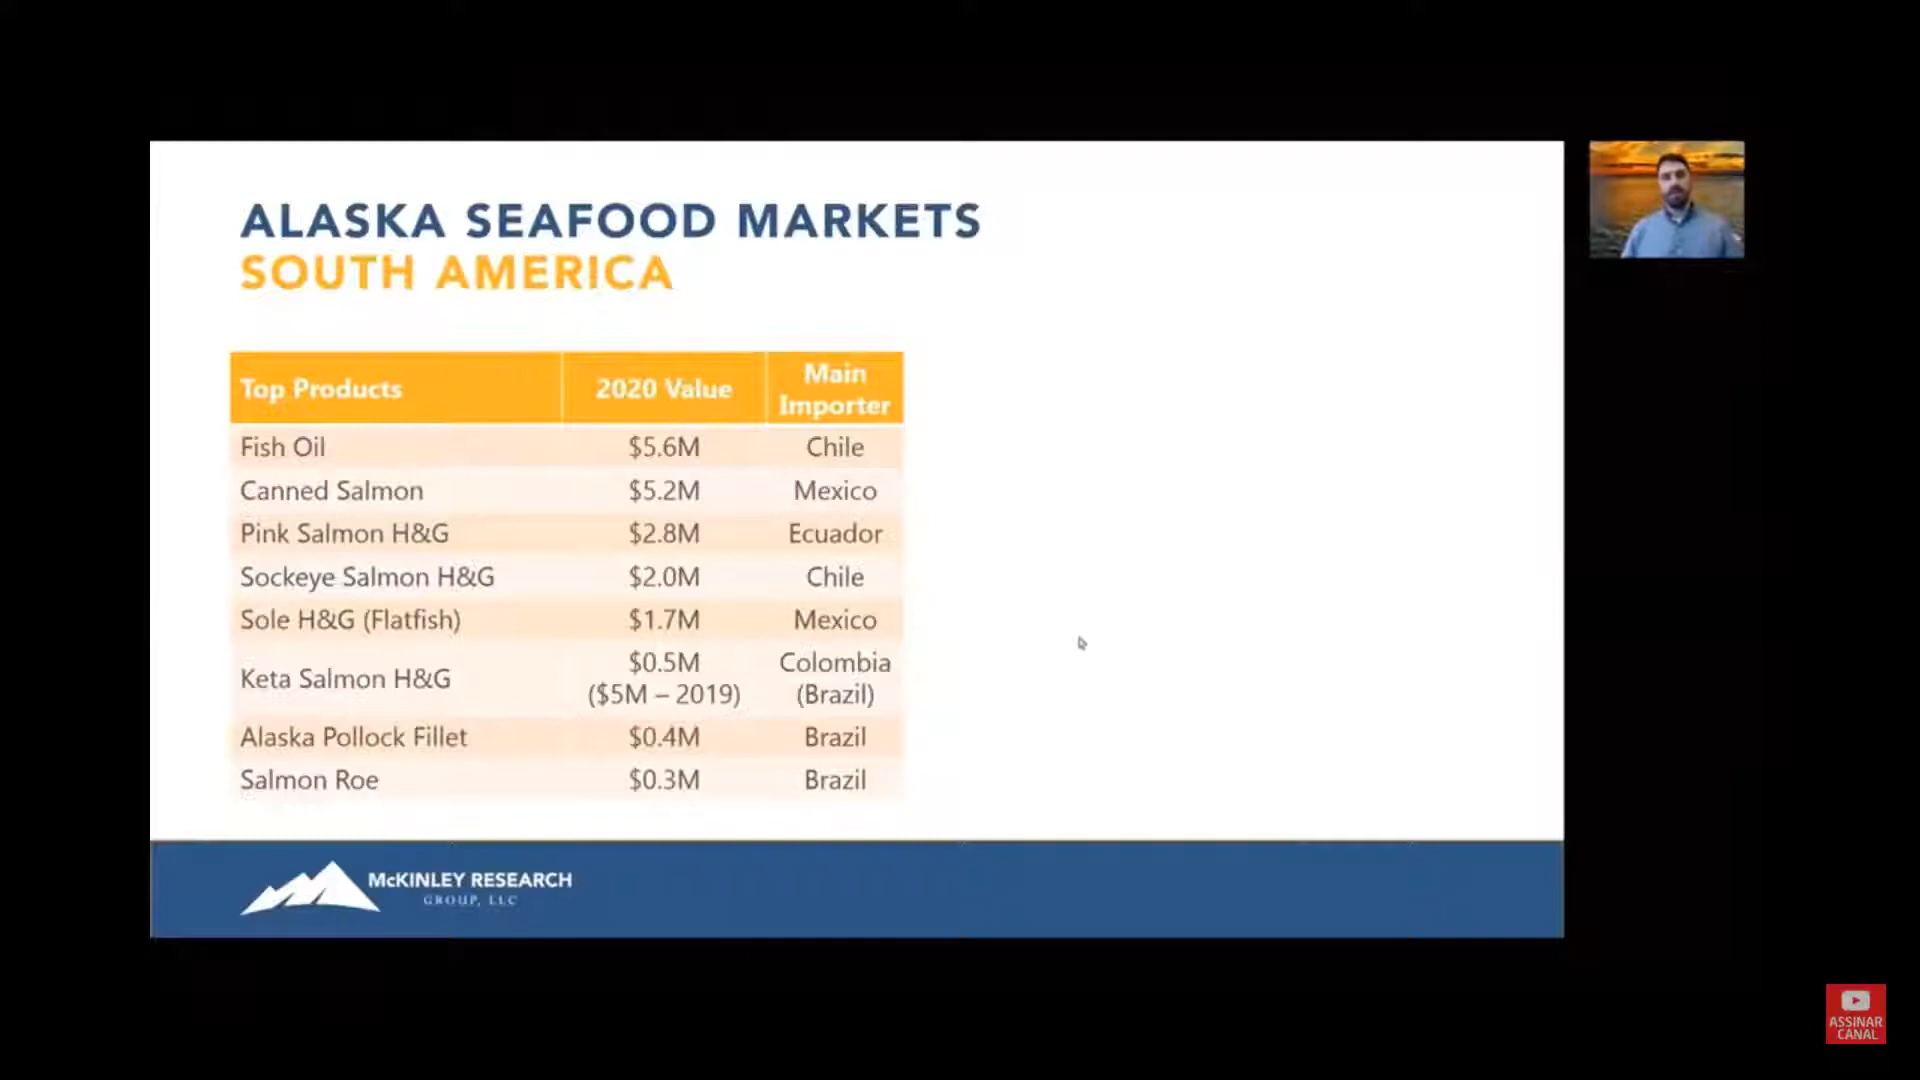 ALASKA SEAFOOD MARKETS
SOUTH AMERICA
Top Products 2020 Value Main Importer
Fish Oil $5.6M Chile
Canned Salmon $5.2M Mexico
Pink Salmon H&G $2.8M Ecuador
Sockeye Salmon H&G $2.0M Chile
Sole H&G (Flatfish) $1.7M Mexico
Keta Salmon H&G $0.5M ($5M – 2019) Colombia (Brazil)
Alaska Pollock Fillet $0.4M Brazil
Salmon Roe $0.3M Brazil
McKINLEY RESEARCH
GROUP, LLC
ASSINAR
CANAL